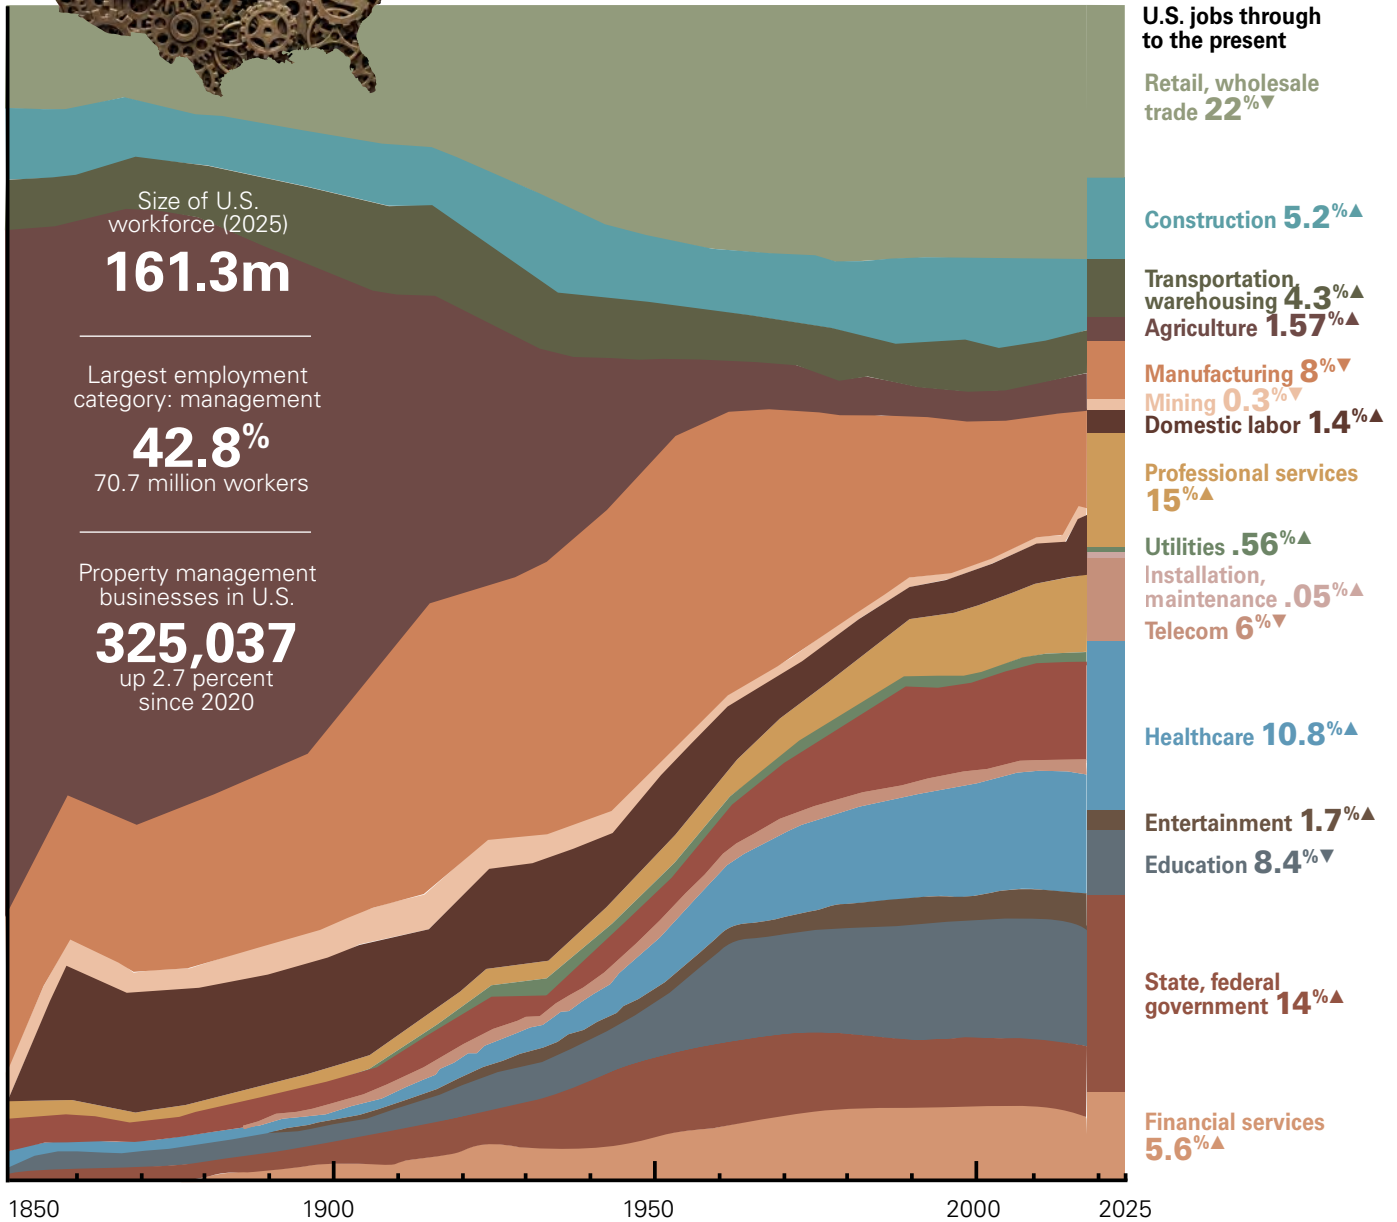 U.S. jobs through
to the present
Retail, wholesale
trade 22%▼
Construction 5.2%▲
Transportation,
warehousing 4.3%▲
Agriculture 1.57%▲
Manufacturing 8%▼
Mining 0.3%▼
Domestic labor 1.4%▲
Professional services
15%▲
Utilities .56%▲
Installation,
maintenance .05%▲
Telecom 6%▼
Healthcare 10.8%▲
Entertainment 1.7%▲
Education 8.4%▼
State, federal
government 14%▲
Financial services
5.6%▲
Size of U.S.
workforce (2025)
161.3m
Largest employment
category: management
42.8%
70.7 million workers
Property management
businesses in U.S.
325,037
up 2.7 percent
since 2020
1850 1900 1950 2000 2025